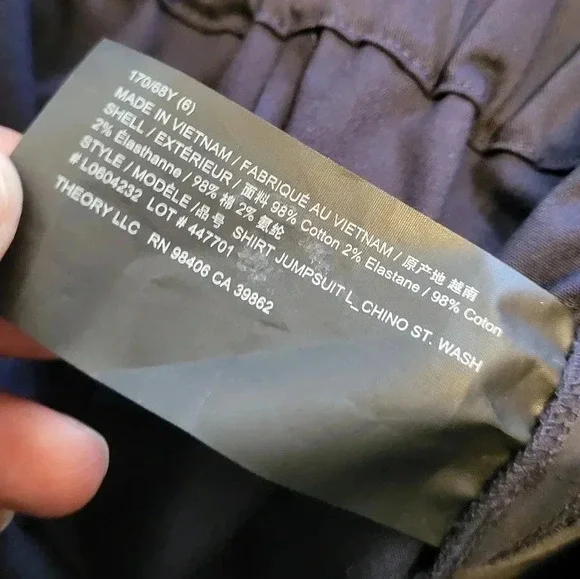 170/68Y (6)
MADE IN VIETNAM / FABRIQUÉ AU VIETNAM / 原产地 越南
SHELL / EXTÉRIEUR / 面料 98% Cotton 2% Elastane / 98% Coton
2% Élasthanne / 98% 棉 2% 氨纶
STYLE / MODÈLE / 品号 SHIRT JUMPSUIT L_CHINO ST. WASH
# L0604232 LOT # 447701
THEORY LLC RN 98406 CA 39862